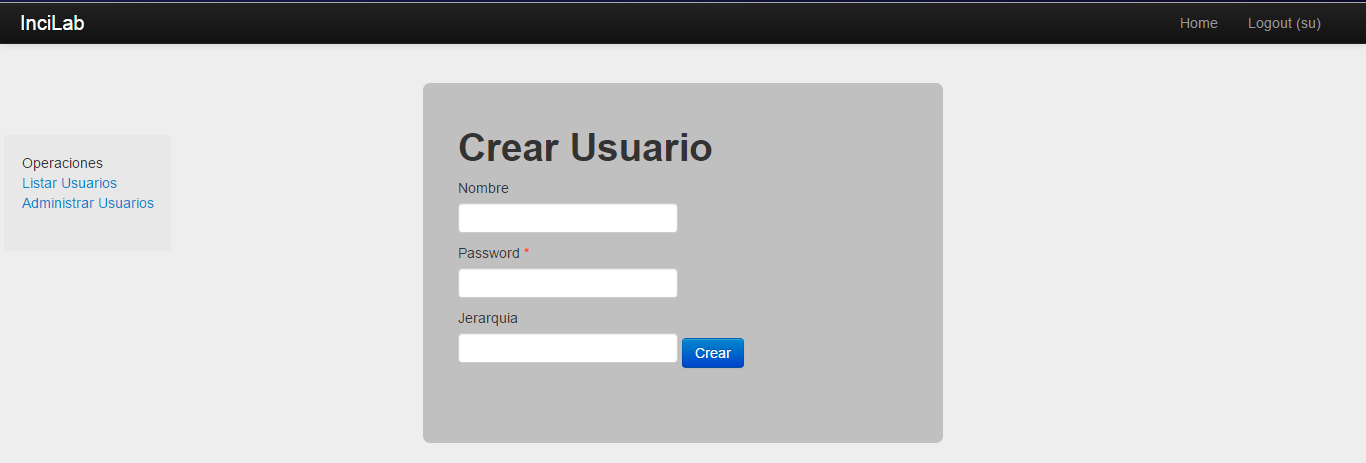 InciLab
Home
Logout (su)
Operaciones
Listar Usuarios
Administrar Usuarios
Crear Usuario
Nombre
Password *
Jerarquia
Crear